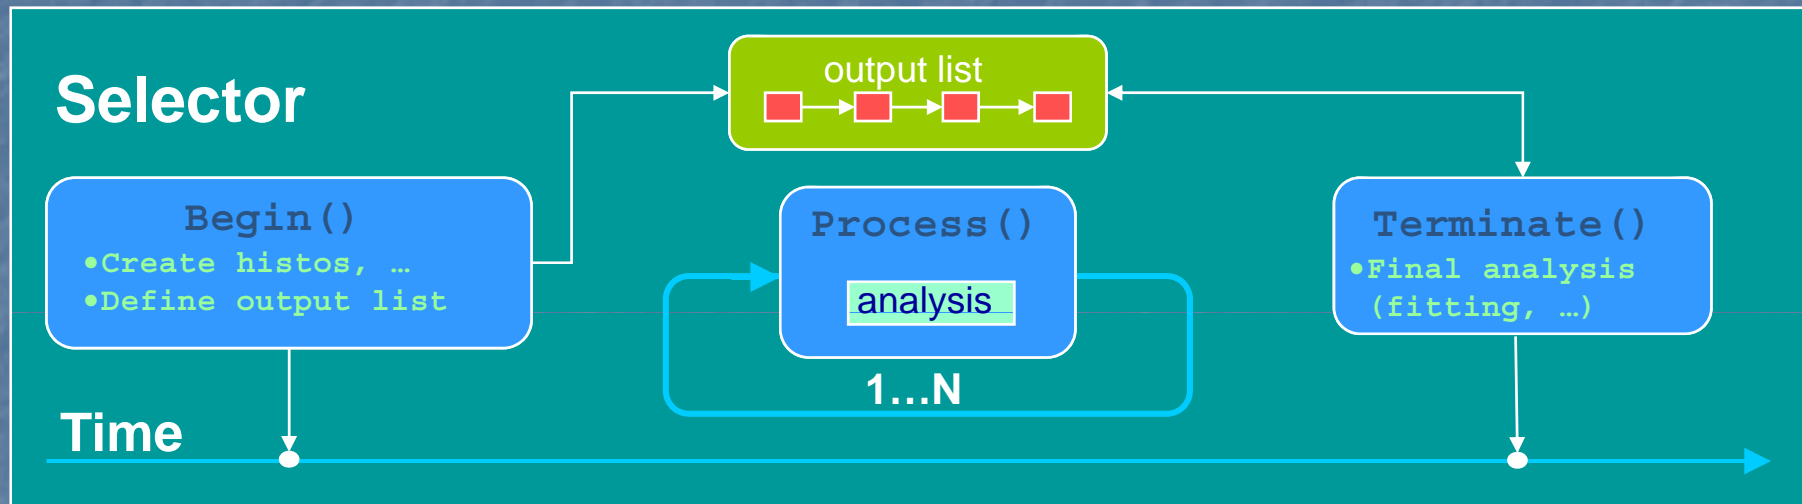 Selector
output list
Begin()
•Create histos, …
•Define output list
Process()
analysis
1…N
Terminate()
•Final analysis
(fitting, …)
Time